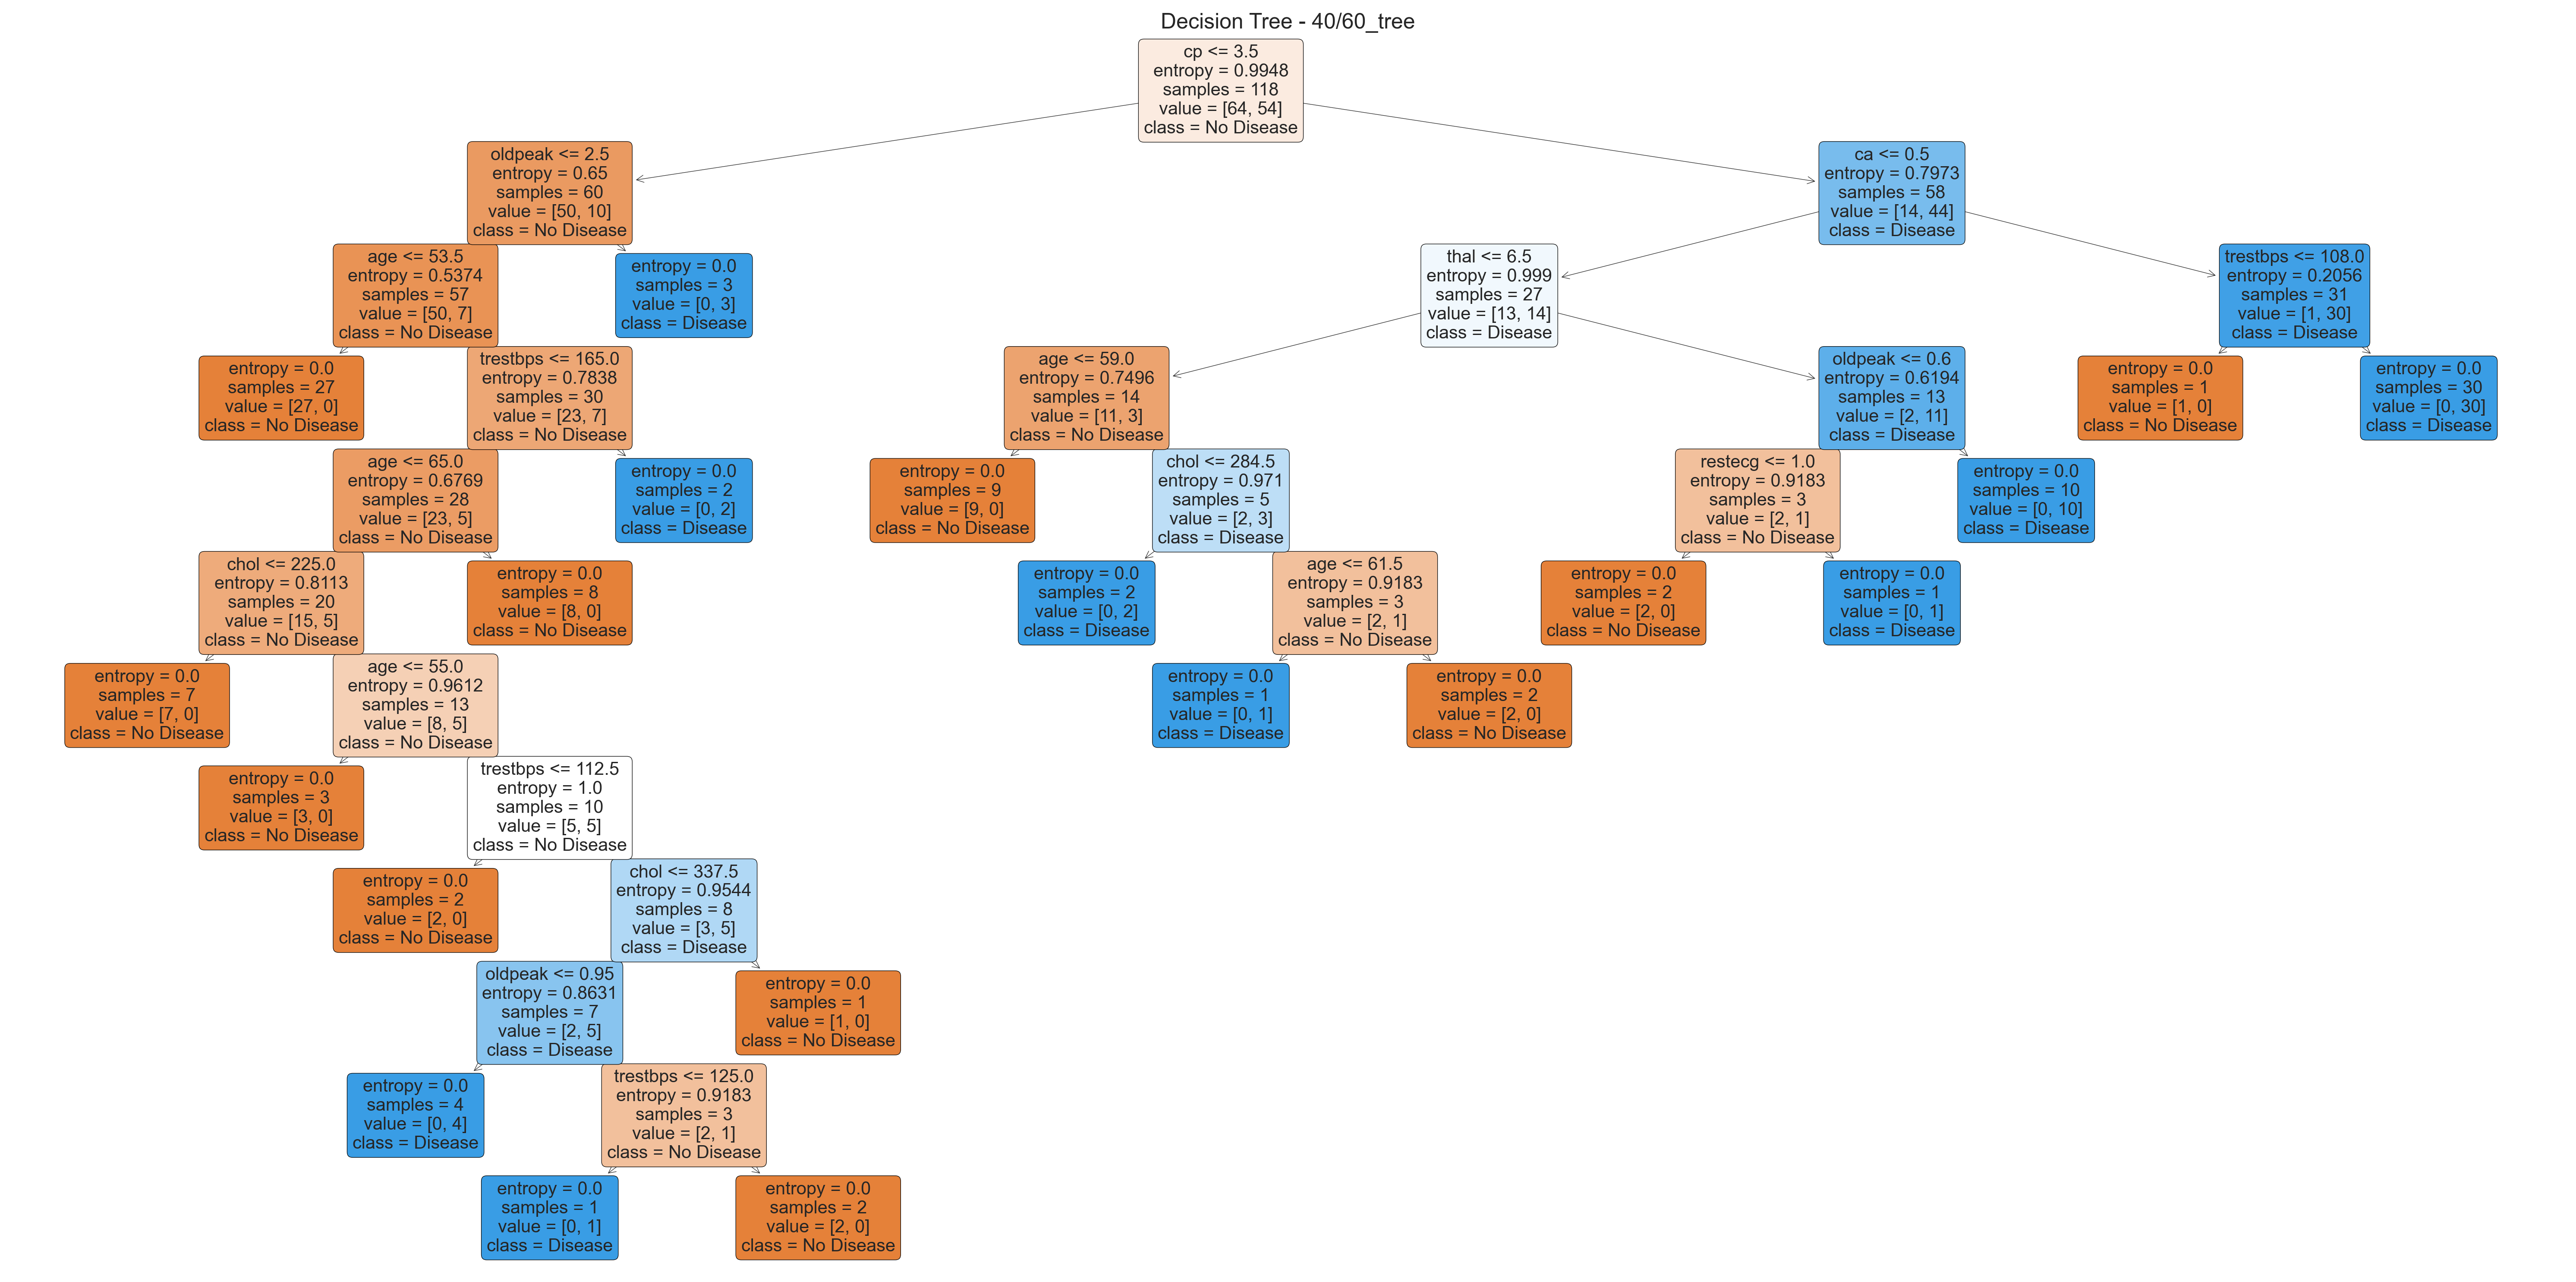 Decision Tree - 40/60_tree
cp <= 3.5
entropy = 0.9948
samples = 118
value = [64, 54]
class = No Disease
oldpeak <= 2.5
entropy = 0.65
samples = 60
value = [50, 10]
class = No Disease
ca <= 0.5
entropy = 0.7973
samples = 58
value = [14, 44]
class = Disease
age <= 53.5
entropy = 0.5374
samples = 57
value = [50, 7]
class = No Disease
entropy = 0.0
samples = 3
value = [0, 3]
class = Disease
thal <= 6.5
entropy = 0.999
samples = 27
value = [13, 14]
class = Disease
trestbps <= 108.0
entropy = 0.2056
samples = 31
value = [1, 30]
class = Disease
entropy = 0.0
samples = 27
value = [27, 0]
class = No Disease
trestbps <= 165.0
entropy = 0.7838
samples = 30
value = [23, 7]
class = No Disease
age <= 59.0
entropy = 0.7496
samples = 14
value = [11, 3]
class = No Disease
oldpeak <= 0.6
entropy = 0.6194
samples = 13
value = [2, 11]
class = Disease
entropy = 0.0
samples = 1
value = [1, 0]
class = No Disease
entropy = 0.0
samples = 30
value = [0, 30]
class = Disease
age <= 65.0
entropy = 0.6769
samples = 28
value = [23, 5]
class = No Disease
entropy = 0.0
samples = 2
value = [0, 2]
class = Disease
entropy = 0.0
samples = 9
value = [9, 0]
class = No Disease
chol <= 284.5
entropy = 0.971
samples = 5
value = [2, 3]
class = Disease
restecg <= 1.0
entropy = 0.9183
samples = 3
value = [2, 1]
class = No Disease
entropy = 0.0
samples = 10
value = [0, 10]
class = Disease
chol <= 225.0
entropy = 0.8113
samples = 20
value = [15, 5]
class = No Disease
entropy = 0.0
samples = 8
value = [8, 0]
class = No Disease
entropy = 0.0
samples = 2
value = [0, 2]
class = Disease
age <= 61.5
entropy = 0.9183
samples = 3
value = [2, 1]
class = No Disease
entropy = 0.0
samples = 2
value = [2, 0]
class = No Disease
entropy = 0.0
samples = 1
value = [0, 1]
class = Disease
entropy = 0.0
samples = 7
value = [7, 0]
class = No Disease
age <= 55.0
entropy = 0.9612
samples = 13
value = [8, 5]
class = No Disease
entropy = 0.0
samples = 1
value = [0, 1]
class = Disease
entropy = 0.0
samples = 2
value = [2, 0]
class = No Disease
entropy = 0.0
samples = 3
value = [3, 0]
class = No Disease
trestbps <= 112.5
entropy = 1.0
samples = 10
value = [5, 5]
class = No Disease
entropy = 0.0
samples = 2
value = [2, 0]
class = No Disease
chol <= 337.5
entropy = 0.9544
samples = 8
value = [3, 5]
class = Disease
oldpeak <= 0.95
entropy = 0.8631
samples = 7
value = [2, 5]
class = Disease
entropy = 0.0
samples = 1
value = [1, 0]
class = No Disease
entropy = 0.0
samples = 4
value = [0, 4]
class = Disease
trestbps <= 125.0
entropy = 0.9183
samples = 3
value = [2, 1]
class = No Disease
entropy = 0.0
samples = 1
value = [0, 1]
class = Disease
entropy = 0.0
samples = 2
value = [2, 0]
class = No Disease